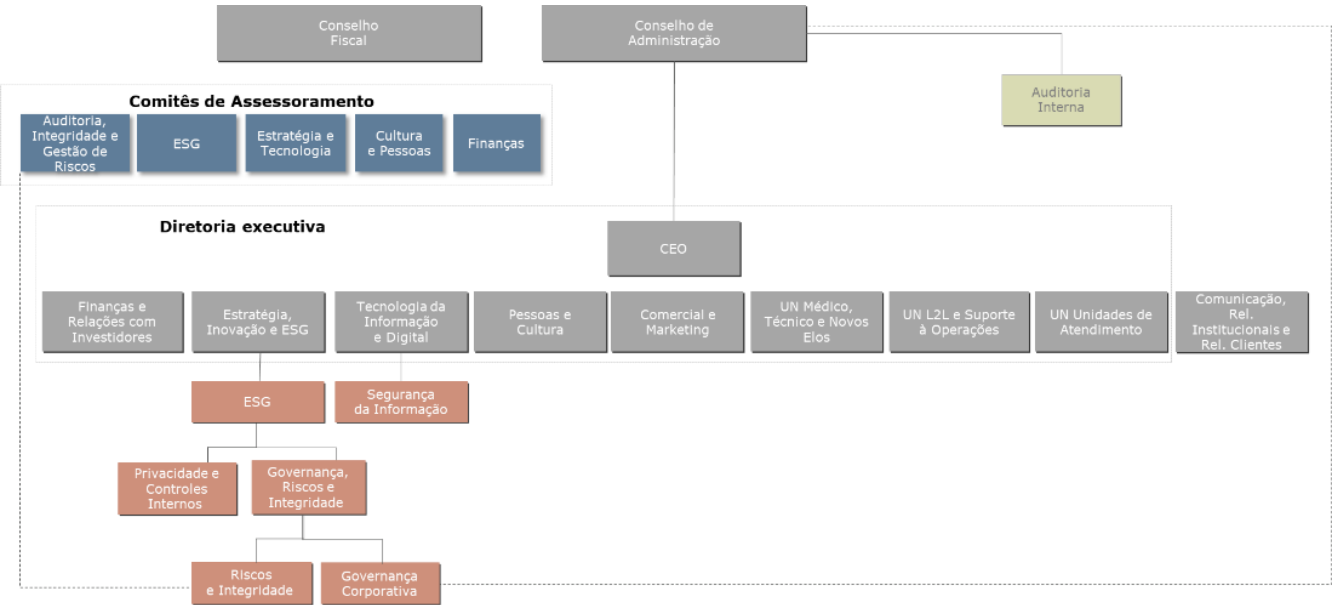 Conselho
Fiscal
Conselho de
Administração
Auditoria
Interna
Comitês de Assessoramento
Auditoria,
Integridade e
Gestão de
Riscos
ESG
Estratégia e
Tecnologia
Cultura
e Pessoas
Finanças
Diretoria executiva
CEO
Finanças e
Relações com
Investidores
Estratégia,
Inovação e ESG
Tecnologia da
Informação
e Digital
Pessoas e
Cultura
Comercial e
Marketing
UN Médico,
Técnico e Novos
Elos
UN L2L e Suporte
à Operações
UN Unidades de
Atendimento
Comunicação,
Rel.
Institucionais e
Rel. Clientes
ESG
Segurança
da Informação
Privacidade e
Controles
Internos
Governança,
Riscos e
Integridade
Riscos
e Integridade
Governança
Corporativa